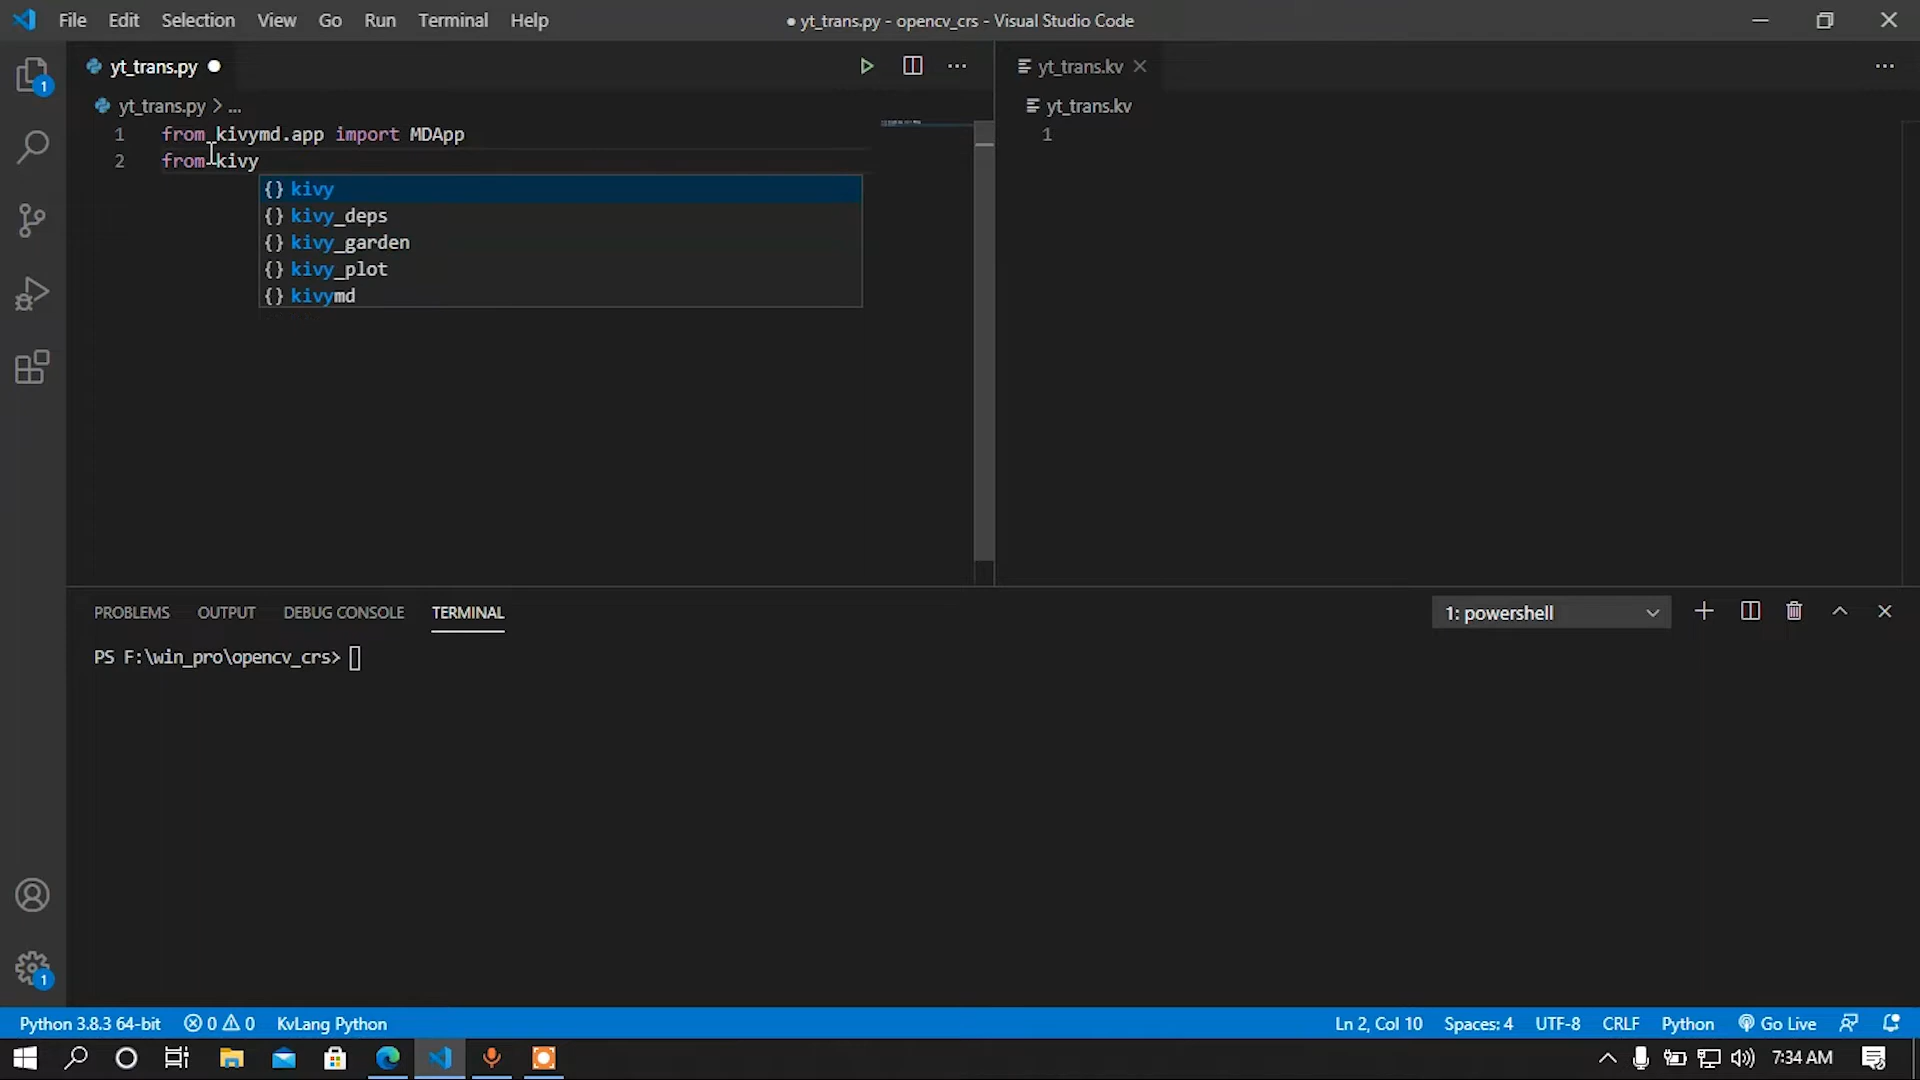 File Edit Selection View Go Run Terminal Help
● yt_trans.py - opencv_crs - Visual Studio Code
yt_trans.py
yt_trans.py > ...
1 from kivymd.app import MDApp
2 from kivy
{} kivy
{} kivy_deps
{} kivy_garden
{} kivy_plot
{} kivymd
yt_trans.kv
yt_trans.kv
1
1
PROBLEMS OUTPUT DEBUG CONSOLE TERMINAL
1: powershell
PS F:\win_pro\opencv_crs>
1
Python 3.8.3 64-bit 0 0 KvLang Python
Ln 2, Col 10 Spaces: 4 UTF-8 CRLF Python Go Live
7:34 AM